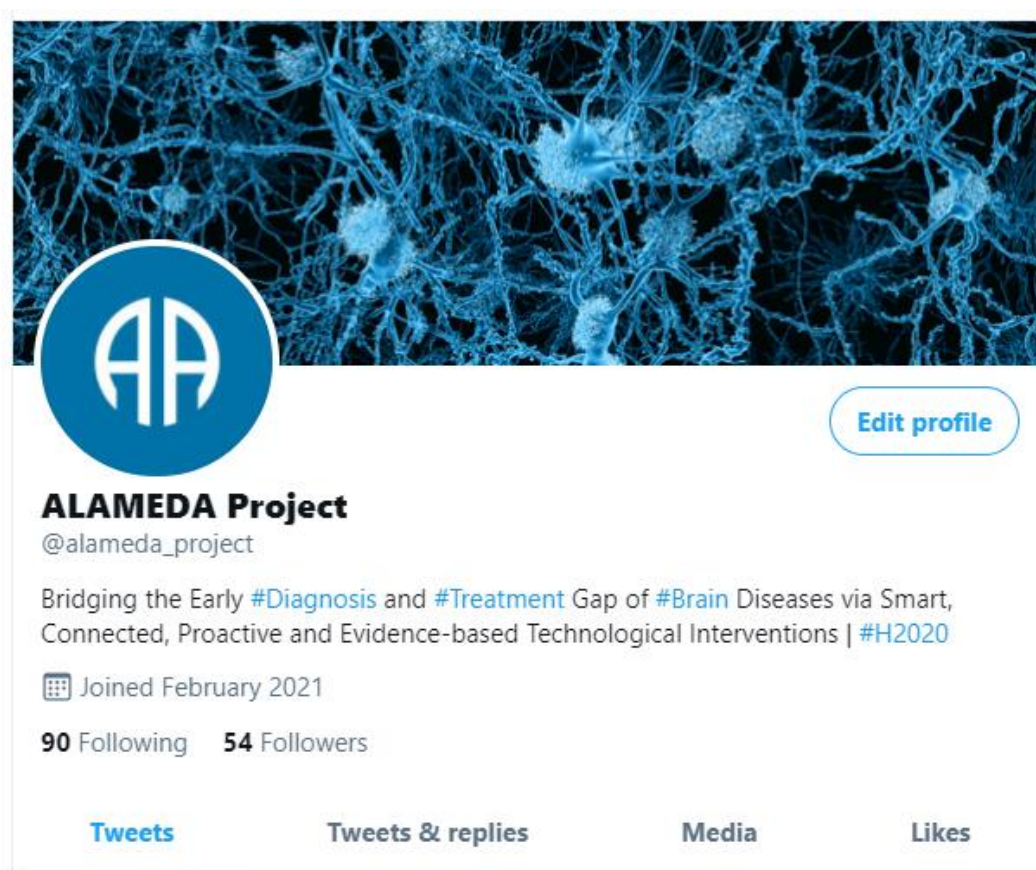 AA
Edit profile
ALAMEDA Project
@alameda_project
Bridging the Early #Diagnosis and #Treatment Gap of #Brain Diseases via Smart,
Connected, Proactive and Evidence-based Technological Interventions | #H2020
Joined February 2021
90 Following 54 Followers
Tweets Tweets & replies Media Likes